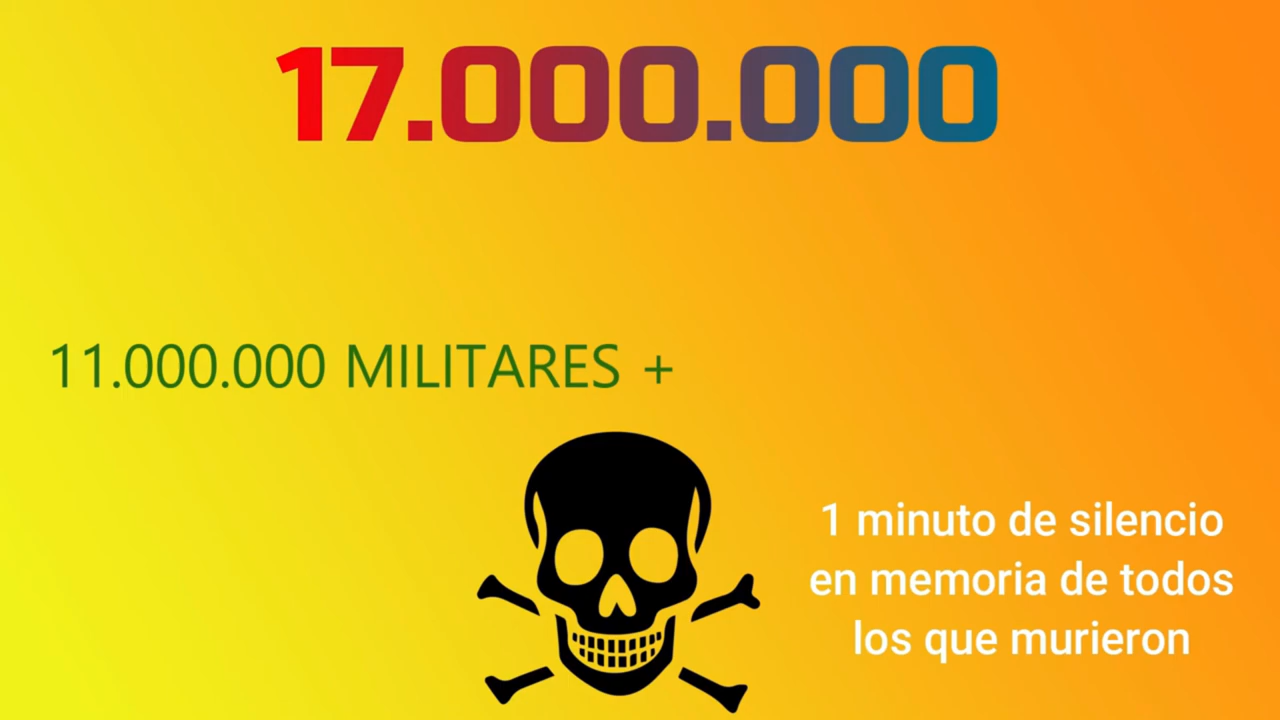 17.000.000
11.000.000 MILITARES +
1 minuto de silencio
en memoria de todos
los que murieron